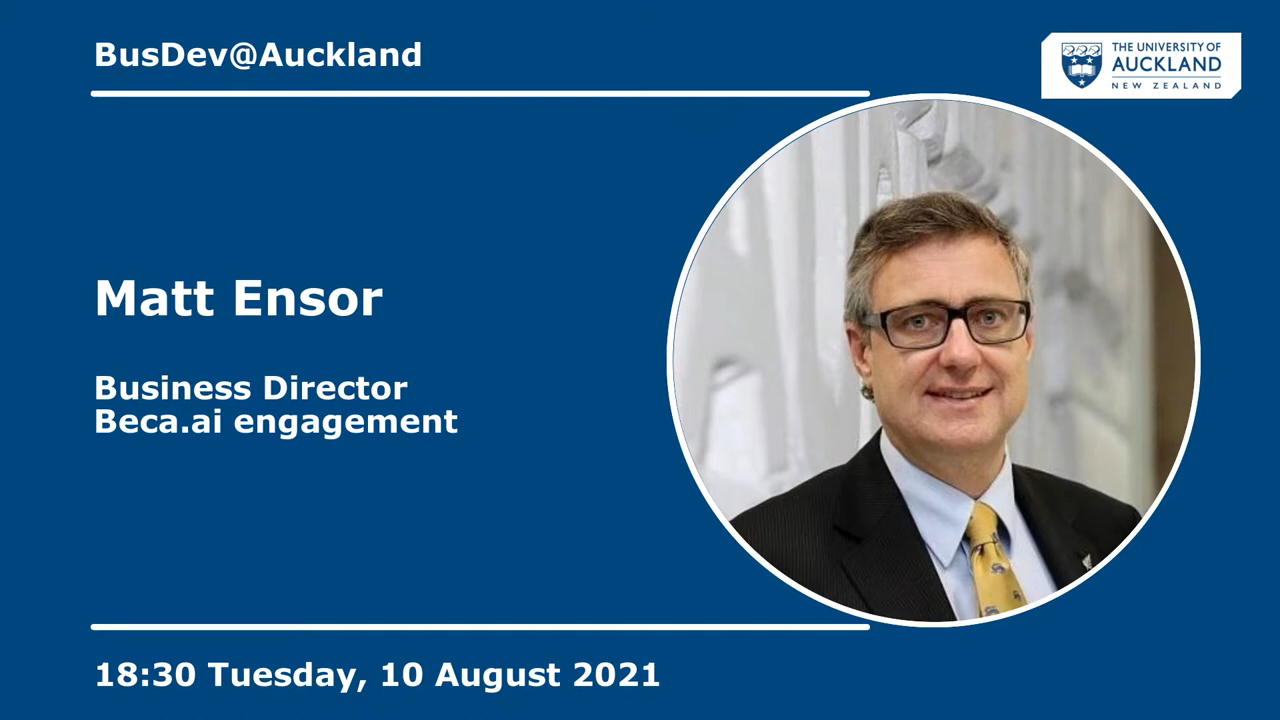 BusDev@Auckland
THE UNIVERSITY OF
AUCKLAND
NEW ZEALAND
Matt Ensor
Business Director
Beca.ai engagement
18:30 Tuesday, 10 August 2021